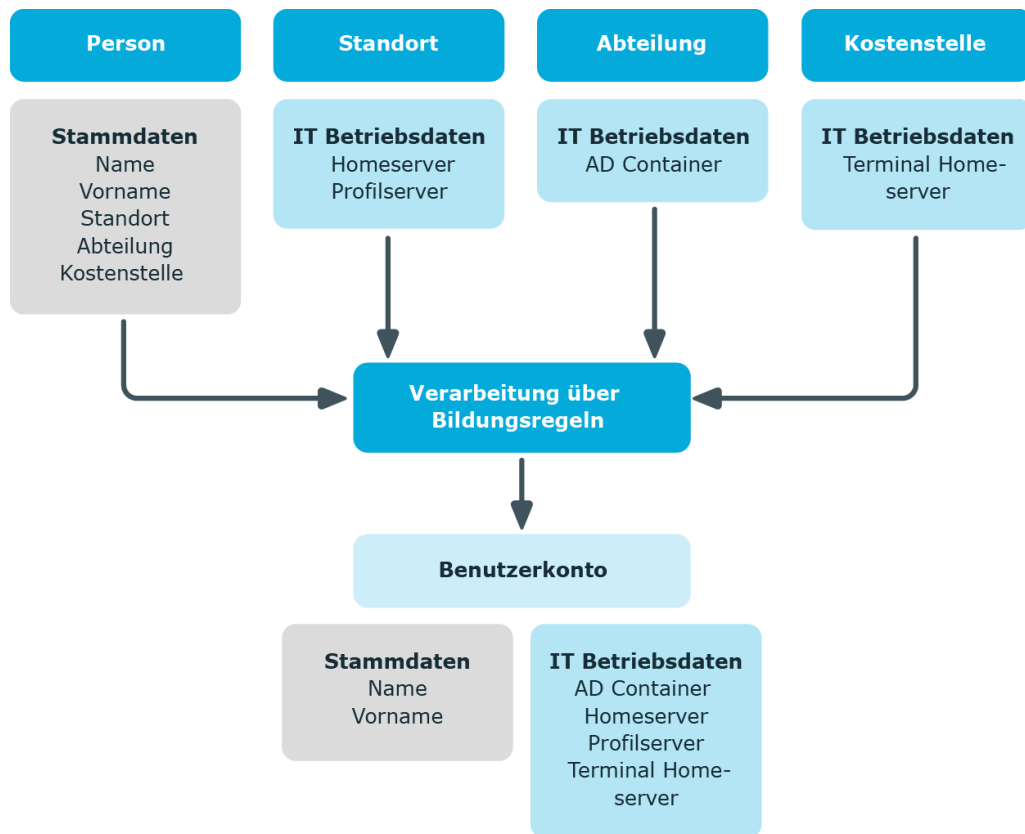 Person
Standort
Abteilung
Kostenstelle
Stammdaten
Name
Vorname
Standort
Abteilung
Kostenstelle
IT Betriebsdaten
Homeserver
Profilserver
IT Betriebsdaten
AD Container
IT Betriebsdaten
Terminal Home-
server
Verarbeitung über
Bildungsregeln
Benutzerkonto
Stammdaten
Name
Vorname
IT Betriebsdaten
AD Container
Homeserver
Profilserver
Terminal Home-
server